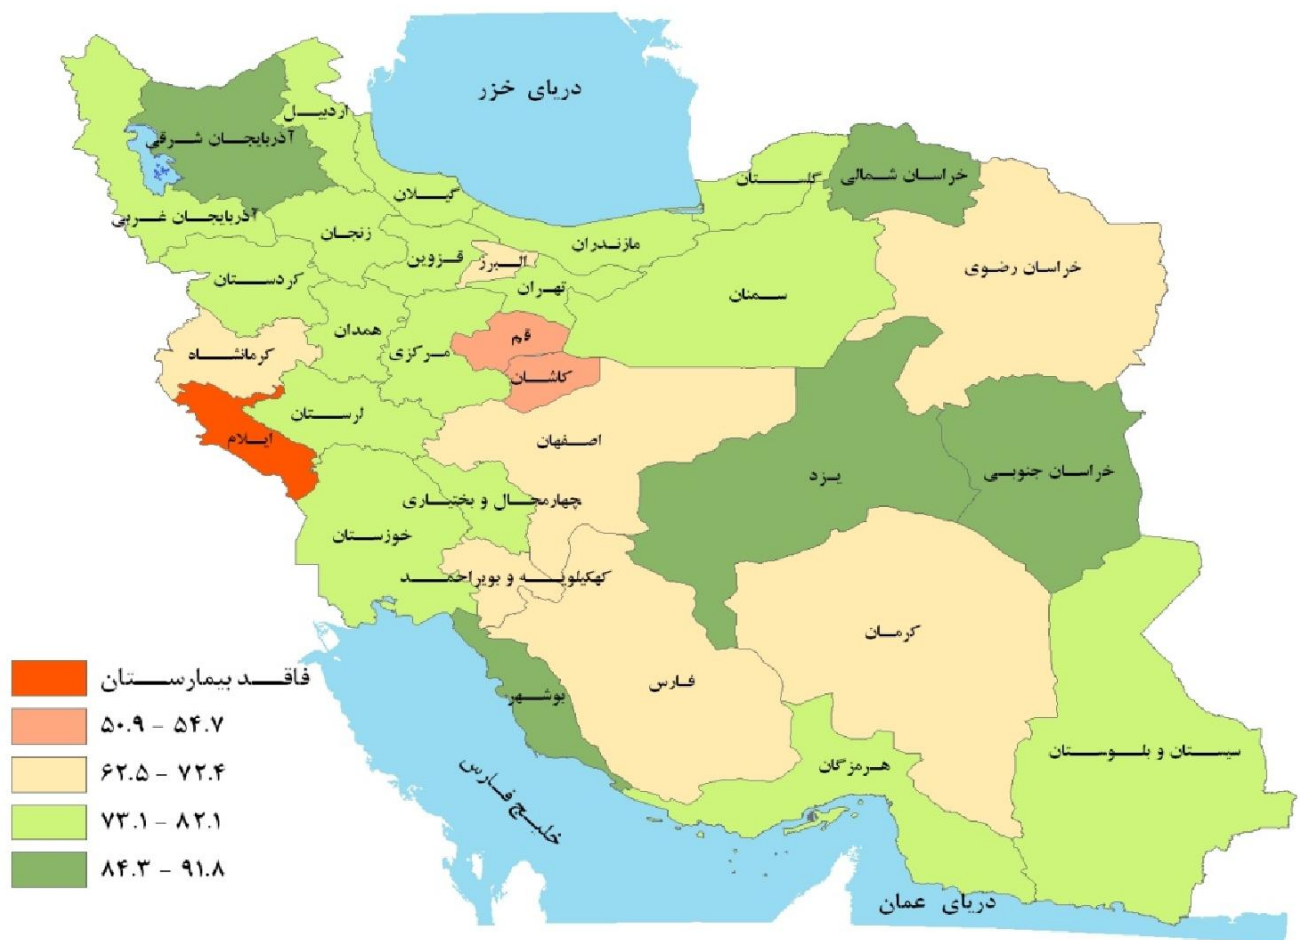 دریای خزر
اردبیل
آذربایجان شرقی
خراسان شمالی
گلستان
گیلان
آذربایجان غربی
زنجان
مازندران
قزوین
البرز
خراسان رضوی
کردستان
تهران
سمنان
همدان
قم
مرکزی
کرمانشاه
کاشان
لرستان
ایلام
اصفهان
یزد
خراسان جنوبی
چهارمحال و بختیاری
خوزستان
کهکیلویه و بویراحمد
کرمان
فارس
بوشهر
سیستان و بلوستان
هرمزگان
خلیج فارس
دریای عمان
فاقد بیمارستان
۵۰.۹ - ۵۴.۷
۶۲.۵ - ۷۲.۴
۷۳.۱ - ۸۲.۱
۸۴.۳ - ۹۱.۸